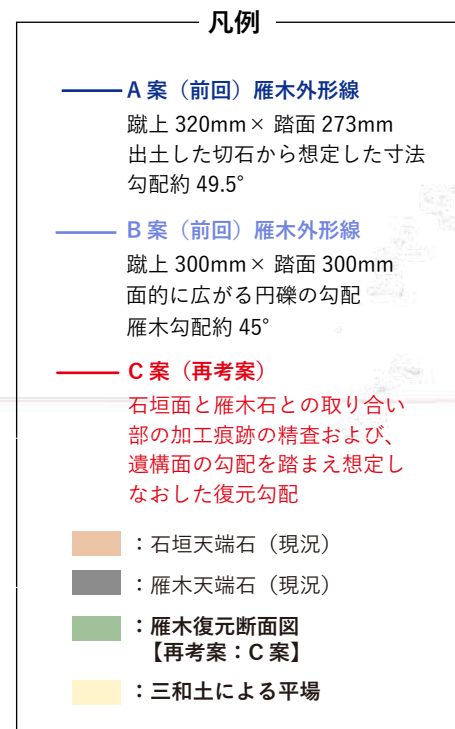 凡例
A 案（前回）雁木外形線
蹴上 320mm× 踏面 273mm
出土した切石から想定した寸法
勾配約 49.5°
B 案（前回）雁木外形線
蹴上 300mm× 踏面 300mm
面的に広がる円礫の勾配
雁木勾配約 45°
C 案（再考案）
石垣面と雁木石との取り合い
部の加工痕跡の精査および、
遺構面の勾配を踏まえ想定し
なおした復元勾配
：石垣天端石（現況）
：雁木天端石（現況）
：雁木復元断面図
【再考案：C 案】
：三和土による平場